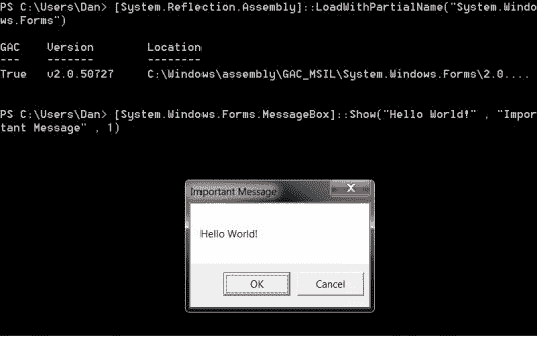 PS C:\Users\Dan> [System.Reflection.Assembly]::LoadWithPartialName("System.Windo
ws.Forms")
GAC    Version        Location
---    -------        --------
True   v2.0.50727     C:\Windows\assembly\GAC_MSIL\System.Windows.Forms\2.0....
PS C:\Users\Dan> [System.Windows.Forms.MessageBox]::Show("Hello World!" , "Impor
tant Message" , 1)
Important Message
X
Hello World!
OK
Cancel